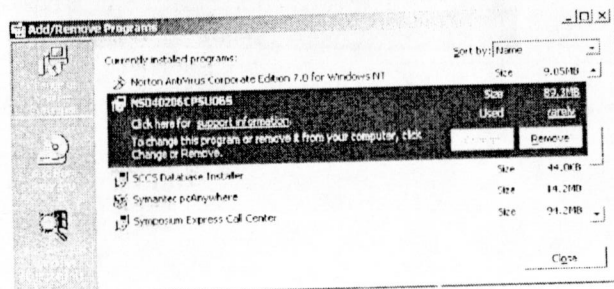 Add/Remove Programs
Currently installed programs:
Sort by: Name
Norton AntiVirus Corporate Edition 7.0 for Windows NT Size 9.05MB
NS040206CPSU06S Size 89.3MB
Click here for support information. Used rarely
To change this program or remove it from your computer, click
Change or Remove.
Change Remove
SCCS Database Installer Size 44.0KB
Symantec pcAnywhere Size 14.2MB
Symposium Express Call Center Size 94.2MB
Close